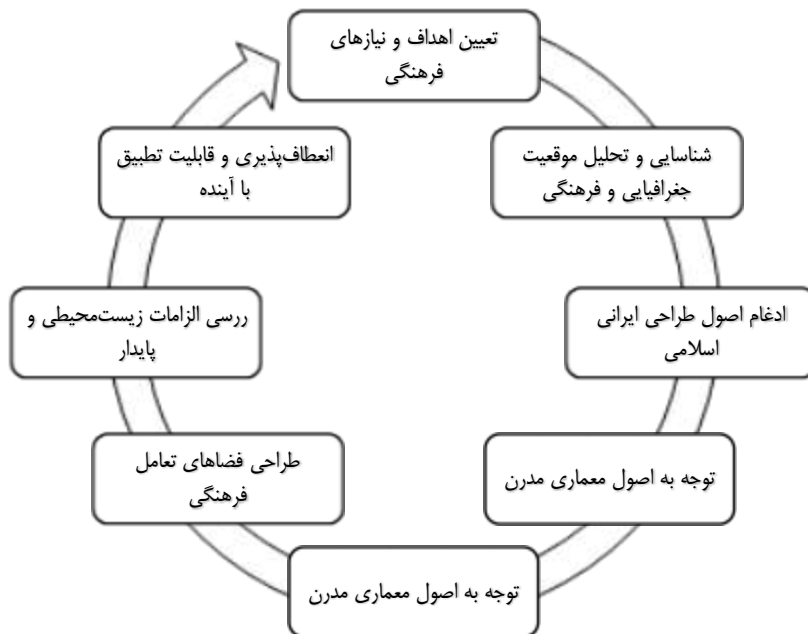 تعیین اهداف و نیازهای
فرهنگی
شناسایی و تحلیل موقعیت
جغرافیایی و فرهنگی
ادغام اصول طراحی ایرانی
اسلامی
توجه به اصول معماری مدرن
توجه به اصول معماری مدرن
طراحی فضاهای تعامل
فرهنگی
ررسی الزامات زیست‌محیطی و
پایدار
انعطاف‌پذیری و قابلیت تطبیق
با آینده